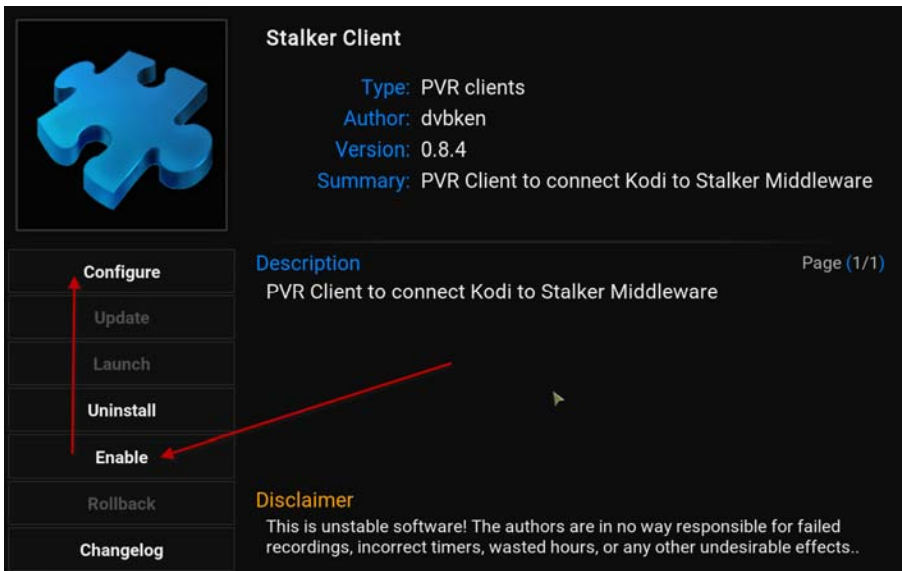 Stalker Client
Type: PVR clients
Author: dvbken
Version: 0.8.4
Summary: PVR Client to connect Kodi to Stalker Middleware
Configure
Update
Launch
Uninstall
Enable
Rollback
Changelog
Description
Page (1/1)
PVR Client to connect Kodi to Stalker Middleware
Disclaimer
This is unstable software! The authors are in no way responsible for failed
recordings, incorrect timers, wasted hours, or any other undesirable effects..